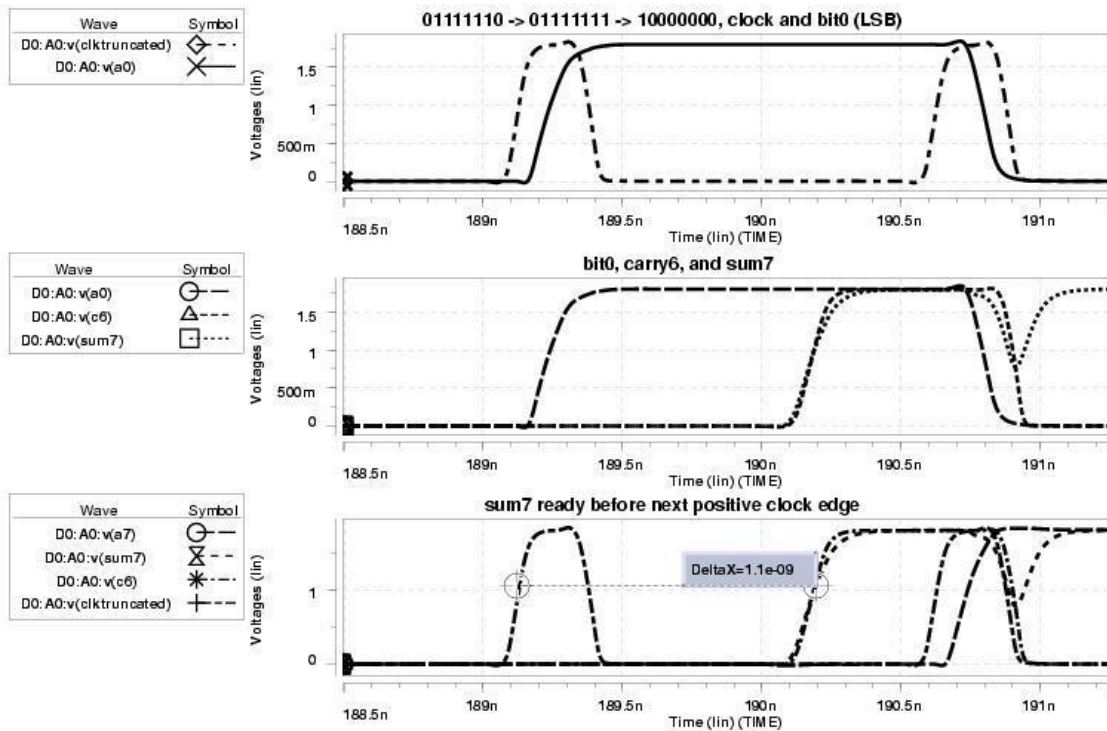 01111110 -> 01111111 -> 10000000, clock and bit0 (LSB)
Wave Symbol
D0:A0:v(clktruncated)
D0:A0:v(a0)
Voltages (lin)
1.5
1
500m
0
188.5n 189n 189.5n 190n 190.5n 191n
Time (lin) (TIME)
bit0, carry6, and sum7
Wave Symbol
D0:A0:v(a0)
D0:A0:v(c6)
D0:A0:v(sum7)
Voltages (lin)
1.5
1
500m
0
188.5n 189n 189.5n 190n 190.5n 191n
Time (lin) (TIME)
sum7 ready before next positive clock edge
Wave Symbol
D0:A0:v(a7)
D0:A0:v(sum7)
D0:A0:v(c6)
D0:A0:v(clktruncated)
Voltages (lin)
DeltaX=1.1e-09
1
0
188.5n 189n 189.5n 190n 190.5n 191n
Time (lin) (TIME)